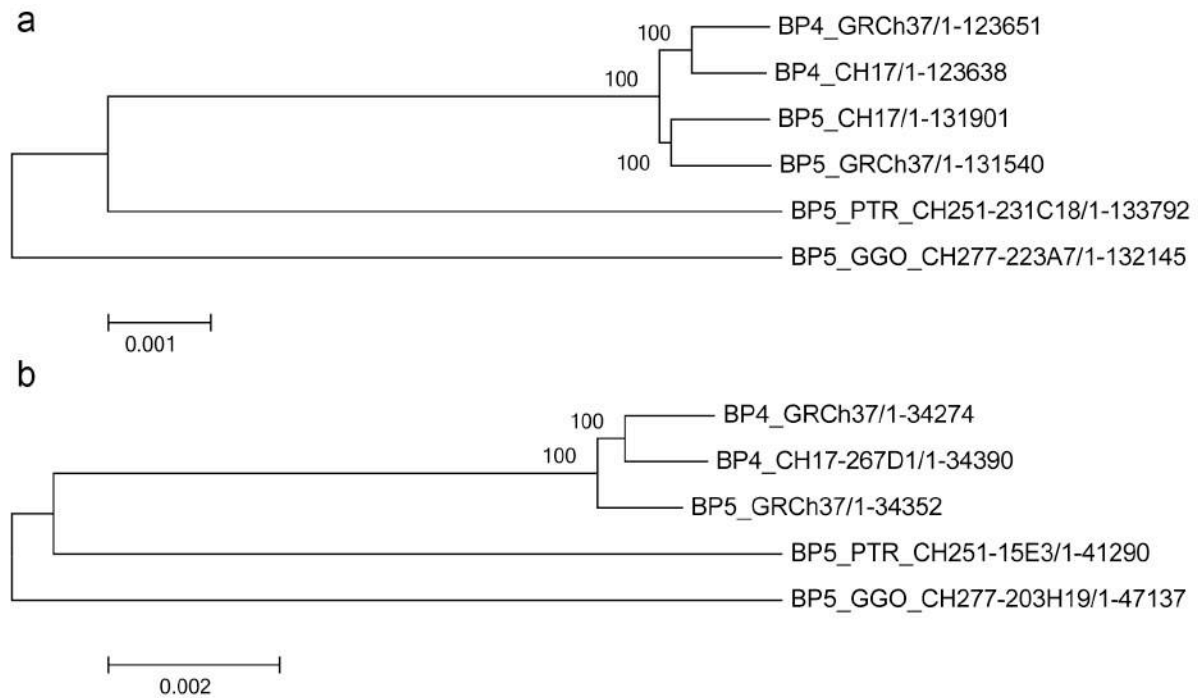 a
BP4_GRCh37/1-123651
100
BP4_CH17/1-123638
100
BP5_CH17/1-131901
100
BP5_GRCh37/1-131540
BP5_PTR_CH251-231C18/1-133792
BP5_GGO_CH277-223A7/1-132145
0.001
b
BP4_GRCh37/1-34274
100
BP4_CH17-267D1/1-34390
100
BP5_GRCh37/1-34352
BP5_PTR_CH251-15E3/1-41290
BP5_GGO_CH277-203H19/1-47137
0.002